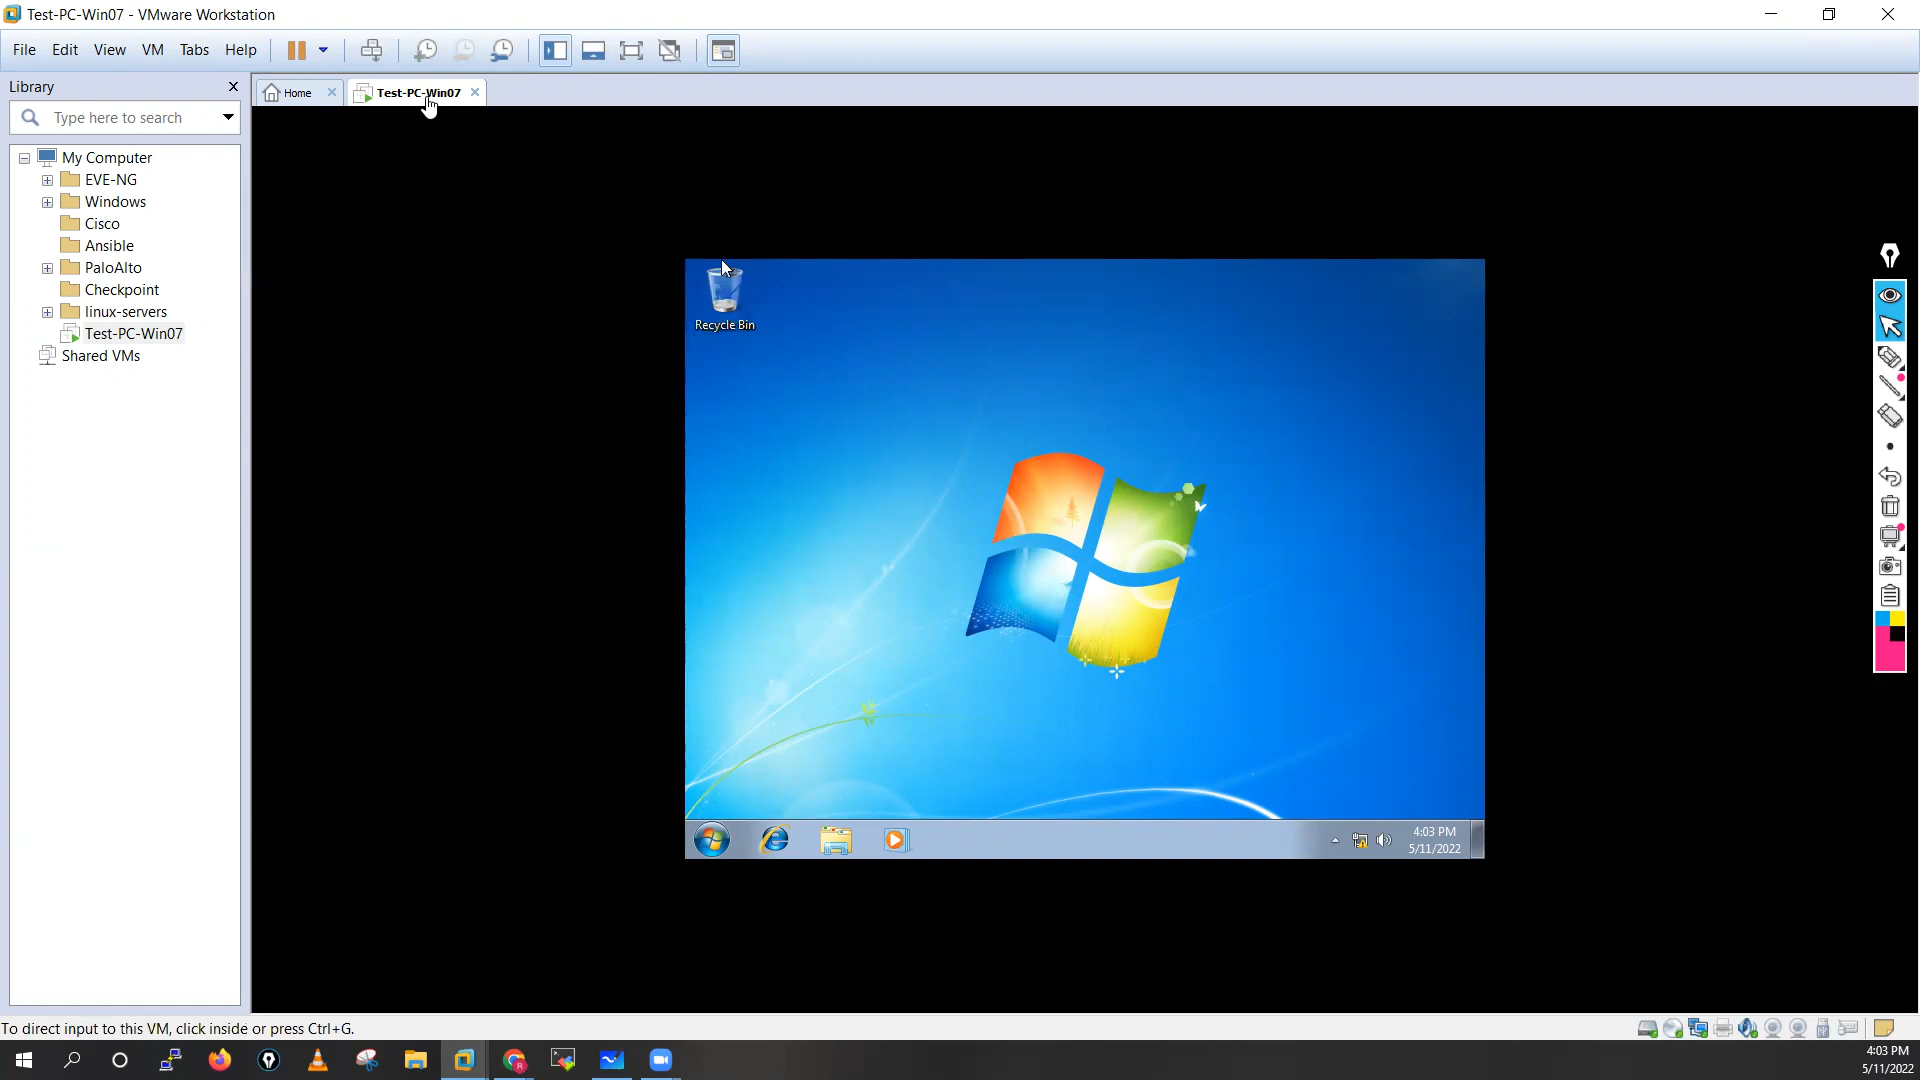 Test-PC-Win07 - VMware Workstation
File Edit View VM Tabs Help
Library
Type here to search
Home
Test-PC-Win07
My Computer
EVE-NG
Windows
Cisco
Ansible
PaloAlto
Checkpoint
linux-servers
Test-PC-Win07
Shared VMs
Recycle Bin
4:03 PM
5/11/2022
To direct input to this VM, click inside or press Ctrl+G.
4:03 PM
5/11/2022